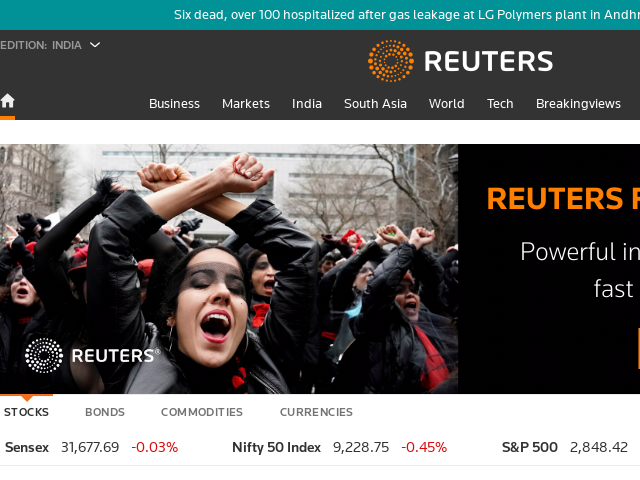 Six dead, over 100 hospitalized after gas leakage at LG Polymers plant in Andhr
EDITION: INDIA
REUTERS
Business Markets India South Asia World Tech Breakingviews
REUTERS
Powerful in
fast
REUTERS
STOCKS BONDS COMMODITIES CURRENCIES
Sensex 31,677.69 -0.03% Nifty 50 Index 9,228.75 -0.45% S&P 500 2,848.42